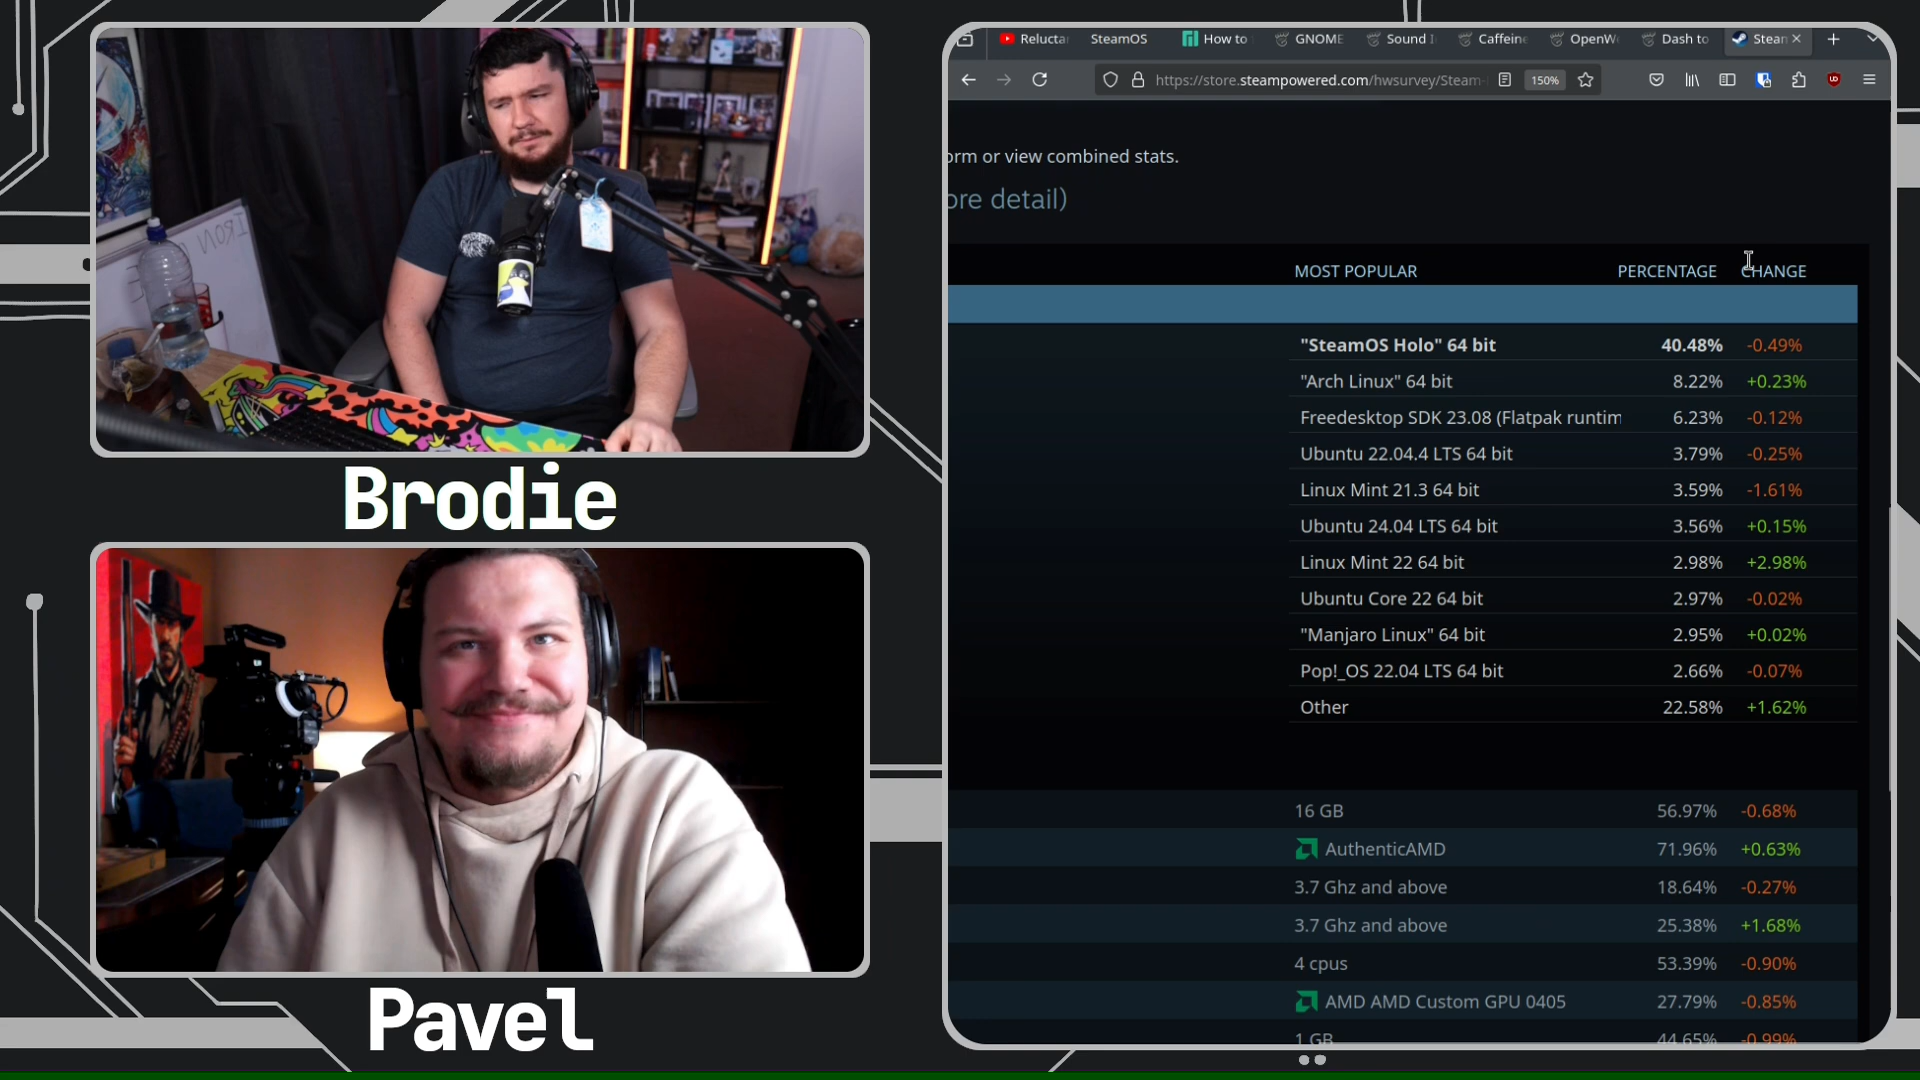 Brodie
Pavel
Relucta
SteamOS
How to
GNOME
Sound I
Caffeine
OpenW
Dash to
Steam
https://store.steampowered.com/hwsurvey/Steam-
150%
orm or view combined stats.
ore detail)
MOST POPULAR PERCENTAGE CHANGE
"SteamOS Holo" 64 bit 40.48% -0.49%
"Arch Linux" 64 bit 8.22% +0.23%
Freedesktop SDK 23.08 (Flatpak runtim 6.23% -0.12%
Ubuntu 22.04.4 LTS 64 bit 3.79% -0.25%
Linux Mint 21.3 64 bit 3.59% -1.61%
Ubuntu 24.04 LTS 64 bit 3.56% +0.15%
Linux Mint 22 64 bit 2.98% +2.98%
Ubuntu Core 22 64 bit 2.97% -0.02%
"Manjaro Linux" 64 bit 2.95% +0.02%
Pop!_OS 22.04 LTS 64 bit 2.66% -0.07%
Other 22.58% +1.62%
16 GB 56.97% -0.68%
AuthenticAMD 71.96% +0.63%
3.7 Ghz and above 18.64% -0.27%
3.7 Ghz and above 25.38% +1.68%
4 cpus 53.39% -0.90%
AMD AMD Custom GPU 0405 27.79% -0.85%
1 GB 44.65% -0.99%